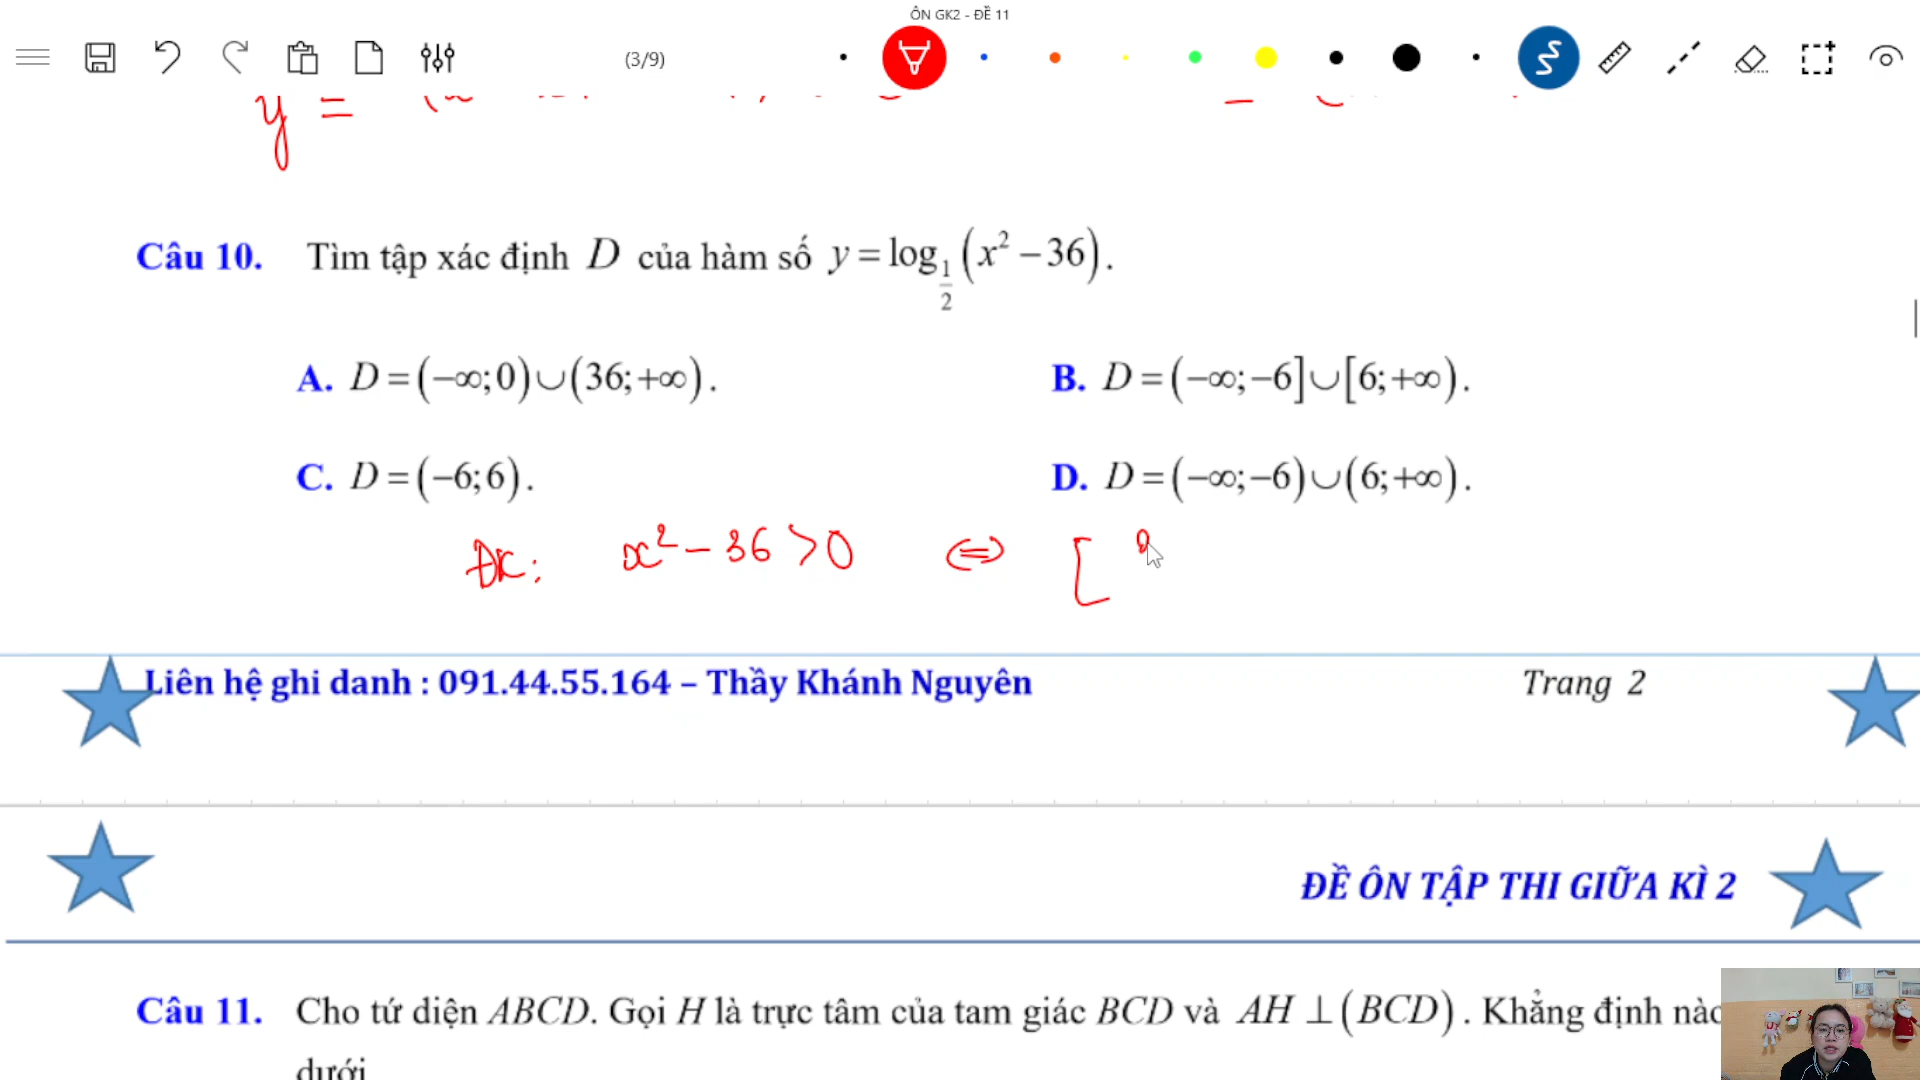 ÔN GK2 - ĐỀ 11
(3/9)
y =
Câu 10. Tìm tập xác định D của hàm số y = log_{1/2}(x² − 36).
A. D = (−∞;0)∪(36;+∞). B. D = (−∞;−6]∪[6;+∞).
C. D = (−6;6). D. D = (−∞;−6)∪(6;+∞).
ĐK: x² − 36 > 0 ⇔ [
Liên hệ ghi danh : 091.44.55.164 – Thầy Khánh Nguyên Trang 2
ĐỀ ÔN TẬP THI GIỮA KÌ 2
Câu 11. Cho tứ diện ABCD. Gọi H là trực tâm của tam giác BCD và AH ⊥ (BCD). Khẳng định nào
dưới